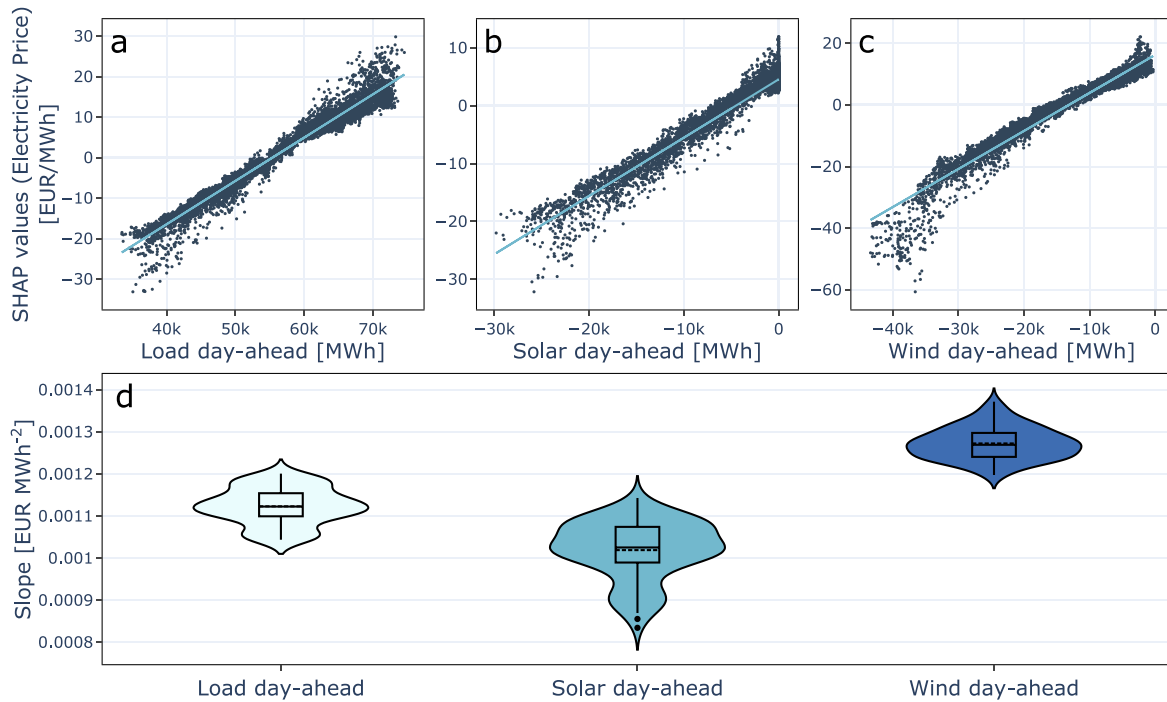 SHAP values (Electricity Price)
[EUR/MWh]
a
30
20
10
0
−10
−20
−30
40k
50k
60k
70k
Load day-ahead [MWh]
b
10
0
−10
−20
−30
−30k
−20k
−10k
0
Solar day-ahead [MWh]
c
20
0
−20
−40
−60
−40k
−30k
−20k
−10k
0
Wind day-ahead [MWh]
d
Slope [EUR MWh⁻²]
0.0014
0.0013
0.0012
0.0011
0.001
0.0009
0.0008
Load day-ahead
Solar day-ahead
Wind day-ahead